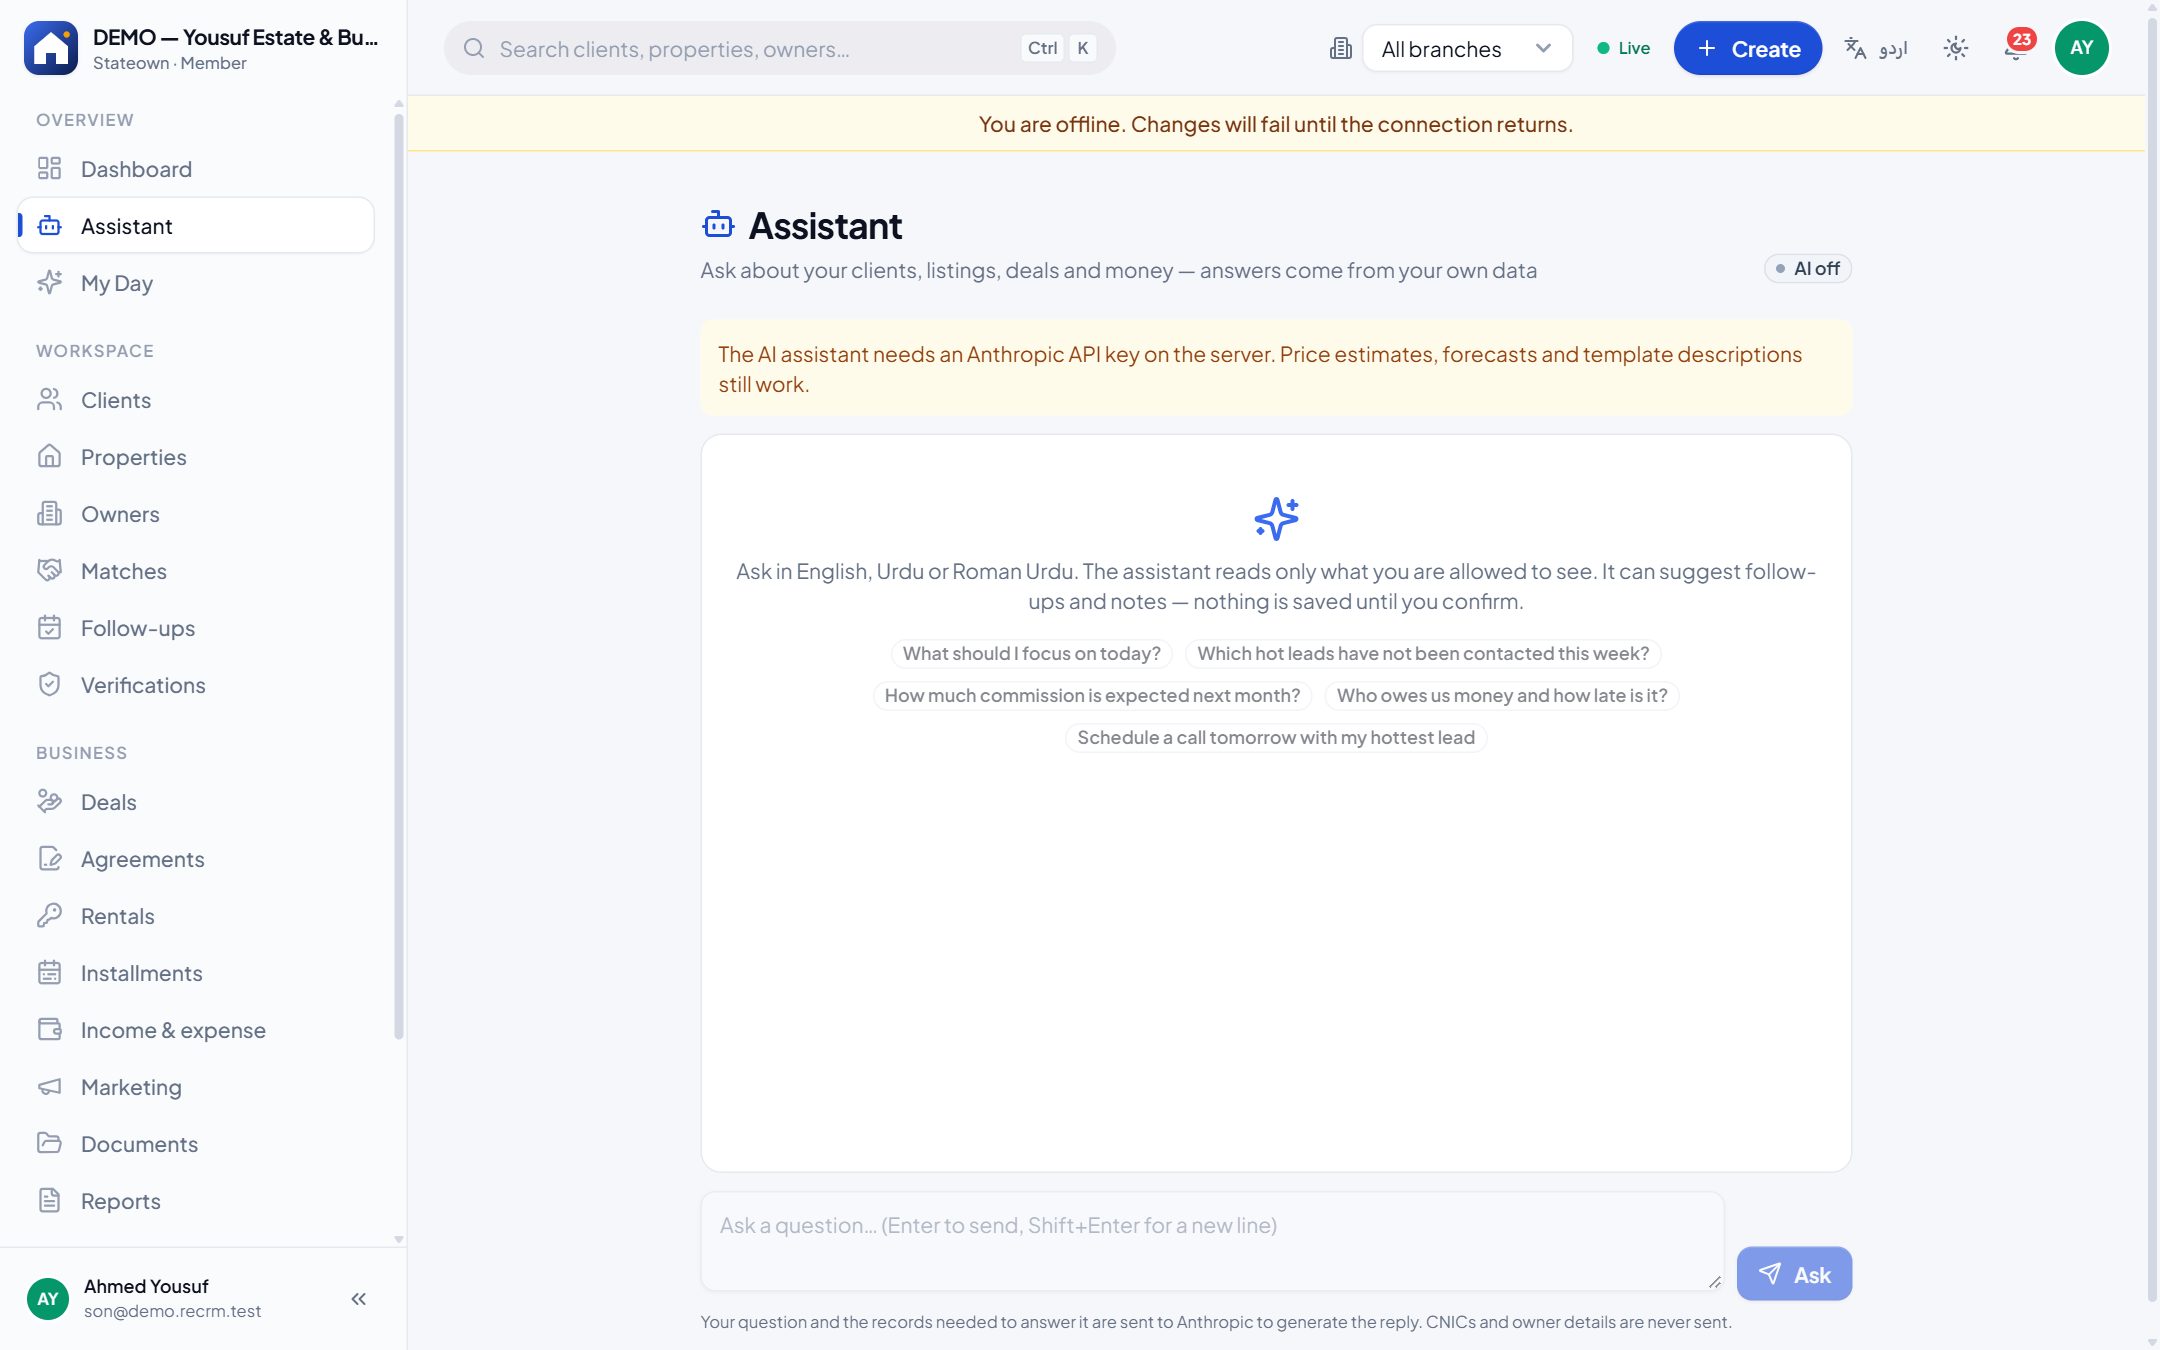 DEMO — Yousuf Estate & Bu...
Stateown · Member
Search clients, properties, owners...
Ctrl K
All branches
Live
Create
اردو
23
AY
You are offline. Changes will fail until the connection returns.
OVERVIEW
Dashboard
Assistant
My Day
WORKSPACE
Clients
Properties
Owners
Matches
Follow-ups
Verifications
BUSINESS
Deals
Agreements
Rentals
Installments
Income & expense
Marketing
Documents
Reports
AY
Ahmed Yousuf
son@demo.recrm.test
Assistant
Ask about your clients, listings, deals and money — answers come from your own data
AI off
The AI assistant needs an Anthropic API key on the server. Price estimates, forecasts and template descriptions
still work.
Ask in English, Urdu or Roman Urdu. The assistant reads only what you are allowed to see. It can suggest follow-
ups and notes — nothing is saved until you confirm.
What should I focus on today?
Which hot leads have not been contacted this week?
How much commission is expected next month?
Who owes us money and how late is it?
Schedule a call tomorrow with my hottest lead
Ask a question... (Enter to send, Shift+Enter for a new line)
Ask
Your question and the records needed to answer it are sent to Anthropic to generate the reply. CNICs and owner details are never sent.